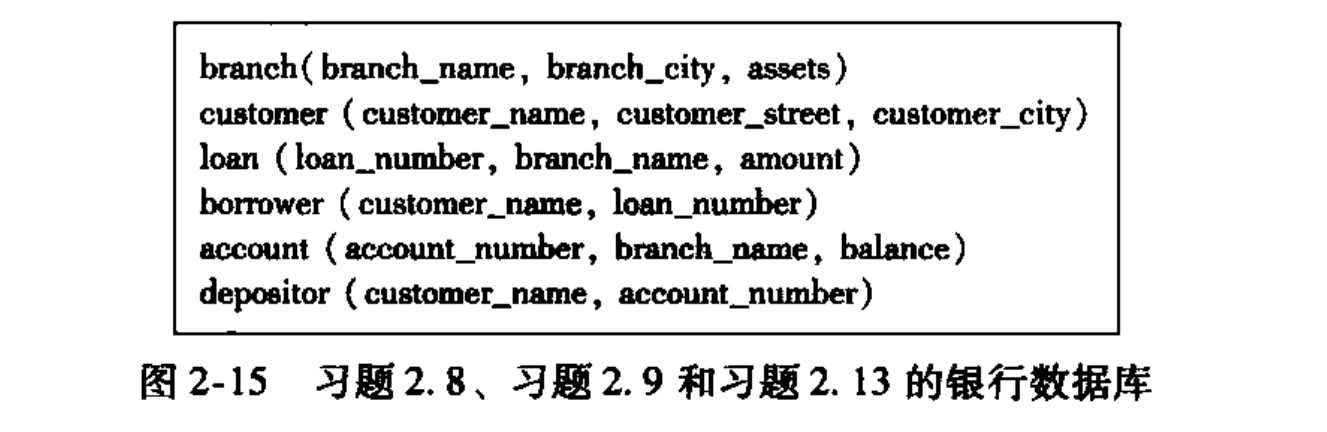 branch(branch_name, branch_city, assets)
customer (customer_name, customer_street, customer_city)
loan (loan_number, branch_name, amount)
borrower (customer_name, loan_number)
account (account_number, branch_name, balance)
depositor (customer_name, account_number)
图 2-15 习题 2.8、习题 2.9 和习题 2.13 的银行数据库